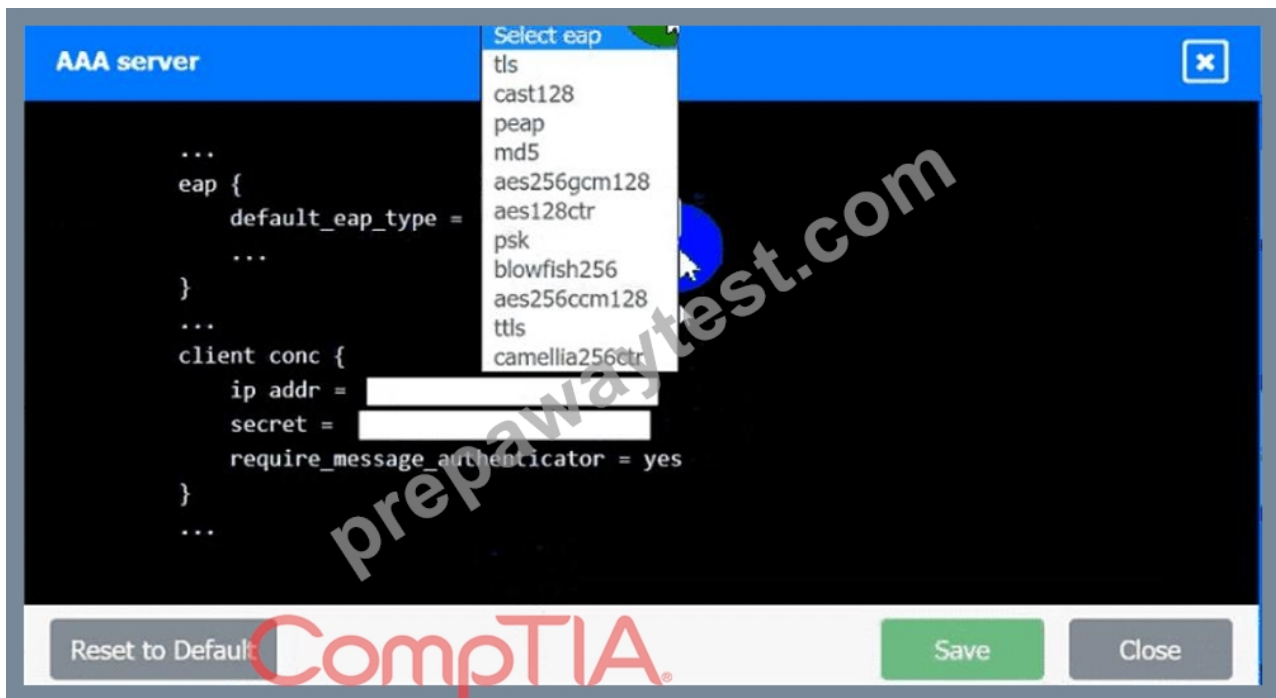 Select eap
AAA server
tls
cast128
peap
md5
aes256gcm128
aes128ctr
psk
blowfish256
aes256ccm128
ttls
camellia256ctr
...
eap {
default_eap_type =
...
}
...
client conc {
ip addr =
secret =
require_message_authenticator = yes
}
...
prepawaytest.com
Reset to Default
CompTIA®
Save
Close